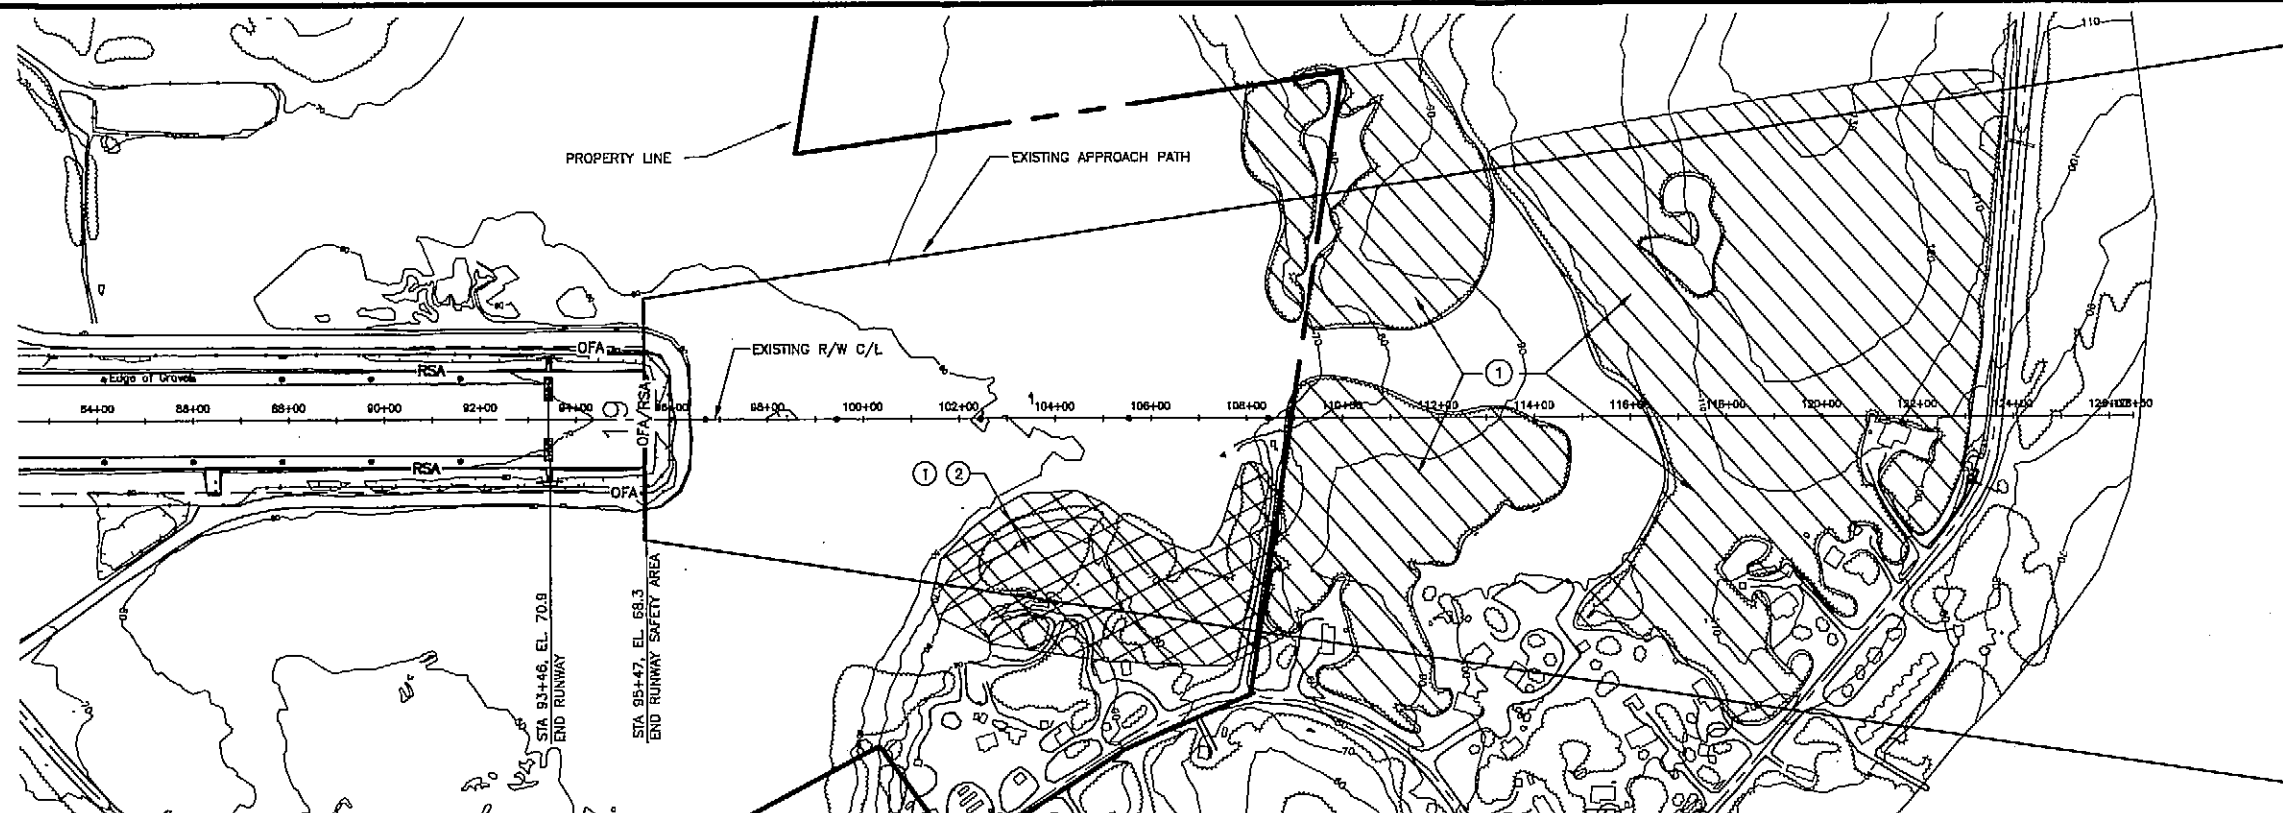 110
PROPERTY LINE
EXISTING APPROACH PATH
OFA
EXISTING R/W C/L
RSA
Edge of Gravel
OFA/RSA
19
1
84+00
88+00
88+00
90+00
92+00
94+00
96+00
98+00
100+00
102+00
104+00
106+00
108+00
110+00
112+00
114+00
116+00
118+00
120+00
122+00
124+00
RSA
OFA
1 2
STA 93+46, EL. 70.9
END RUNWAY
STA 95+47, EL. 68.3
END RUNWAY SAFETY AREA
70